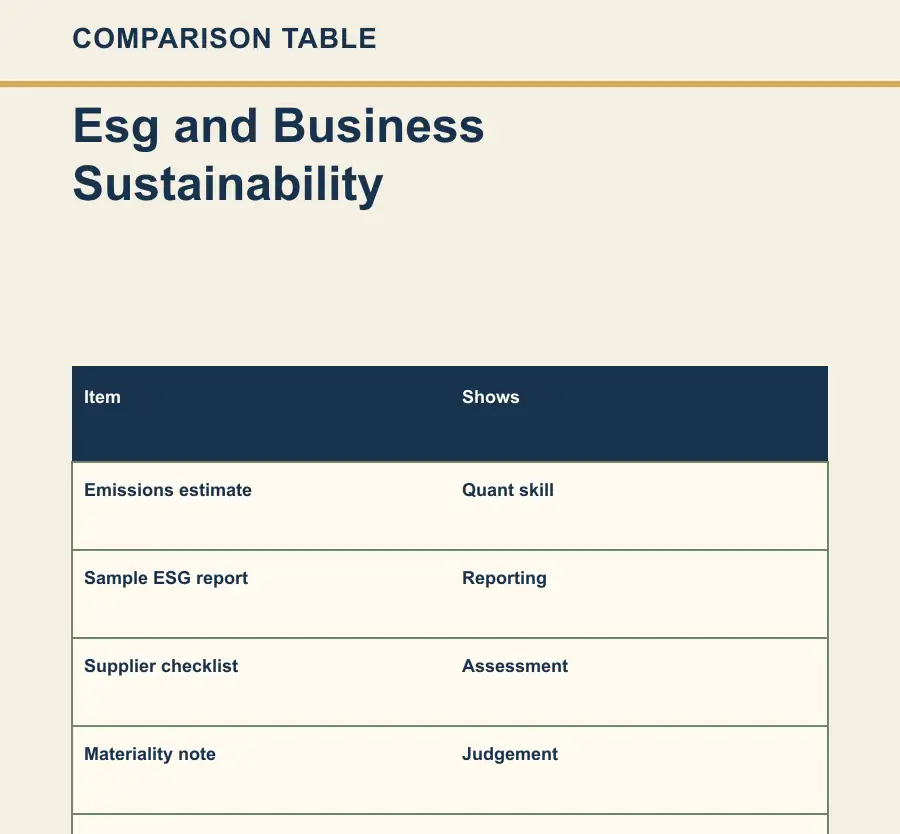 COMPARISON TABLE
Esg and Business
Sustainability
Item Shows
Emissions estimate Quant skill
Sample ESG report Reporting
Supplier checklist Assessment
Materiality note Judgement